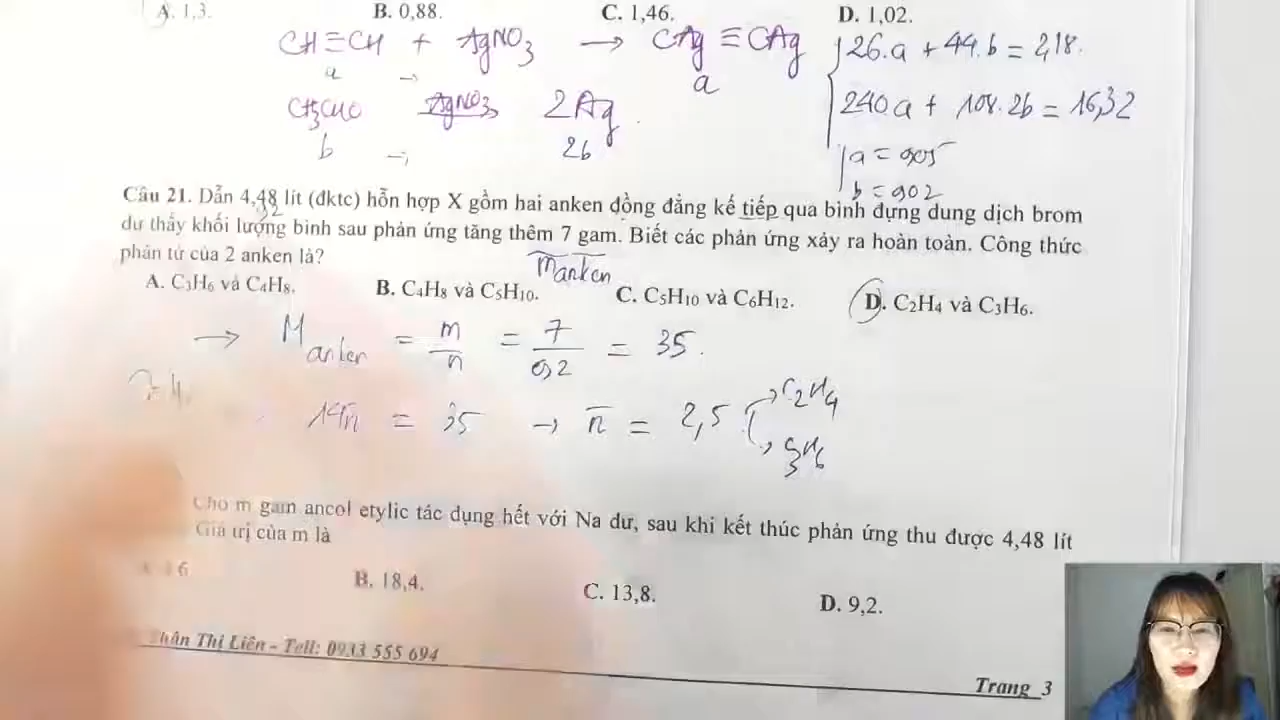 A. 1,3. B. 0,88. C. 1,46. D. 1,02.
CH≡CH + AgNO3 → CAg≡CAg
a → a
CH3CHO AgNO3 2Ag
b → 2b
26.a + 44.b = 2,18.
240a + 108.2b = 16,32
a = 0,05
b = 0,02
Câu 21. Dẫn 4,48 lít (đktc) hỗn hợp X gồm hai anken đồng đẳng kế tiếp qua bình đựng dung dịch brom
0,2
dư thấy khối lượng bình sau phản ứng tăng thêm 7 gam. Biết các phản ứng xảy ra hoàn toàn. Công thức
phân tử của 2 anken là?
manken
A. C3H6 và C4H8. B. C4H8 và C5H10. C. C5H10 và C6H12. D. C2H4 và C3H6.
→ M anken = m/n = 7/0,2 = 35.
14n̄ = 35 → n̄ = 2,5 C2H4
C3H6
Cho m gam ancol etylic tác dụng hết với Na dư, sau khi kết thúc phản ứng thu được 4,48 lít
Giá trị của m là
B. 18,4. C. 13,8. D. 9,2.
Thân Thị Liên – Tell: 0933 555 694
Trang 3